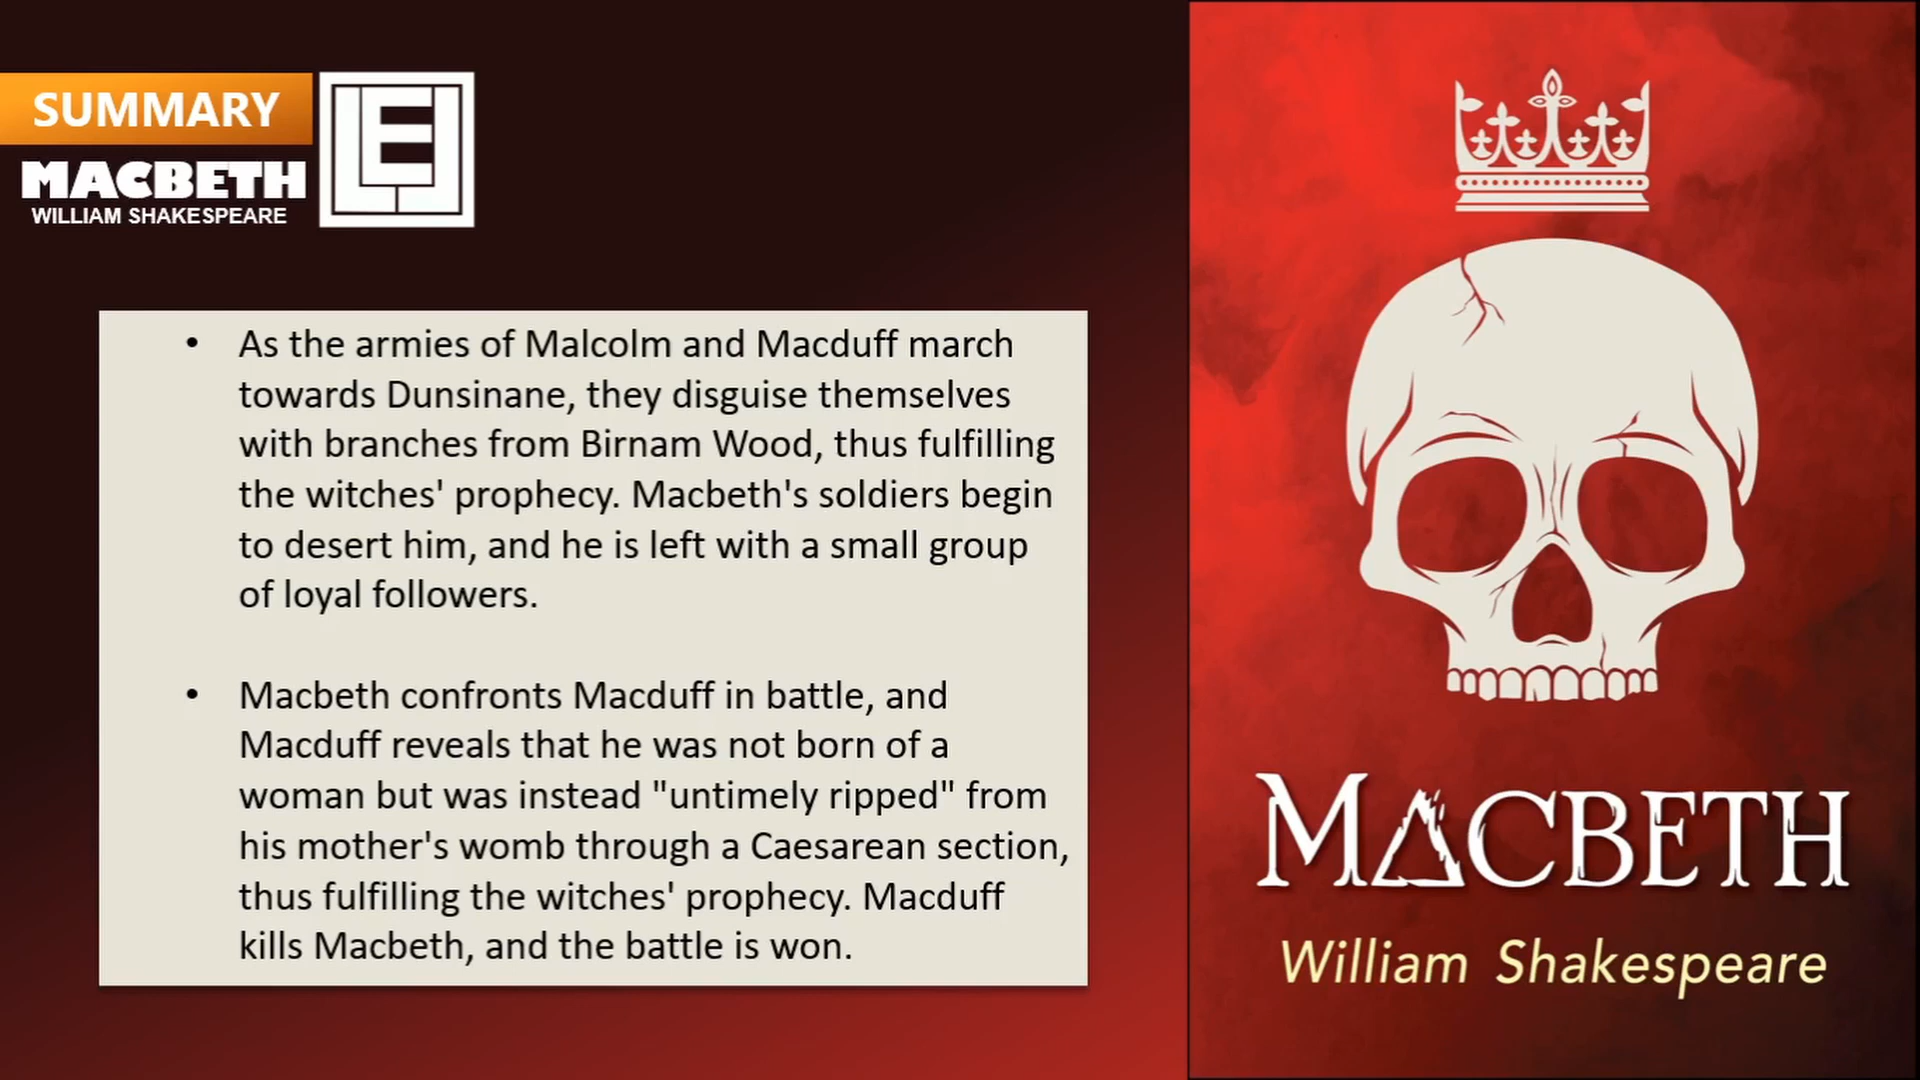 SUMMARY
MACBETH
WILLIAM SHAKESPEARE
• As the armies of Malcolm and Macduff march
towards Dunsinane, they disguise themselves
with branches from Birnam Wood, thus fulfilling
the witches' prophecy. Macbeth's soldiers begin
to desert him, and he is left with a small group
of loyal followers.
• Macbeth confronts Macduff in battle, and
Macduff reveals that he was not born of a
woman but was instead "untimely ripped" from
his mother's womb through a Caesarean section,
thus fulfilling the witches' prophecy. Macduff
kills Macbeth, and the battle is won.
MACBETH
William Shakespeare